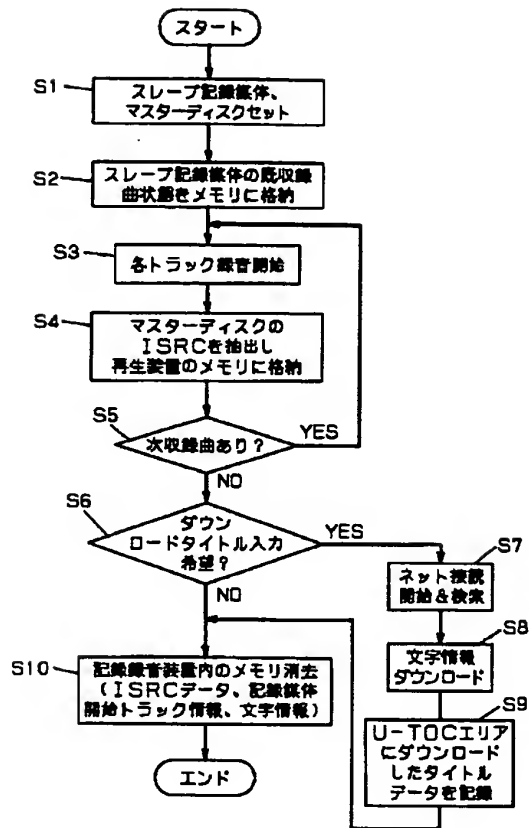 スタート
S1
スレーブ記録媒体、
マスターディスクセット
S2
スレーブ記録媒体の既収録
曲状態をメモリに格納
S3
各トラック録音開始
S4
マスターディスクの
ISRCを抽出し
再生装置のメモリに格納
S5
次収録曲あり？
YES
NO
S6
ダウン
ロードタイトル入力
希望？
YES
NO
S7
ネット接続
開始&検索
S8
文字情報
ダウンロード
S9
U-TOCエリア
にダウンロード
したタイトル
データを記録
S10
記録録音装置内のメモリ消去
(ISRCデータ、記録媒体
開始トラック情報、文字情報)
エンド